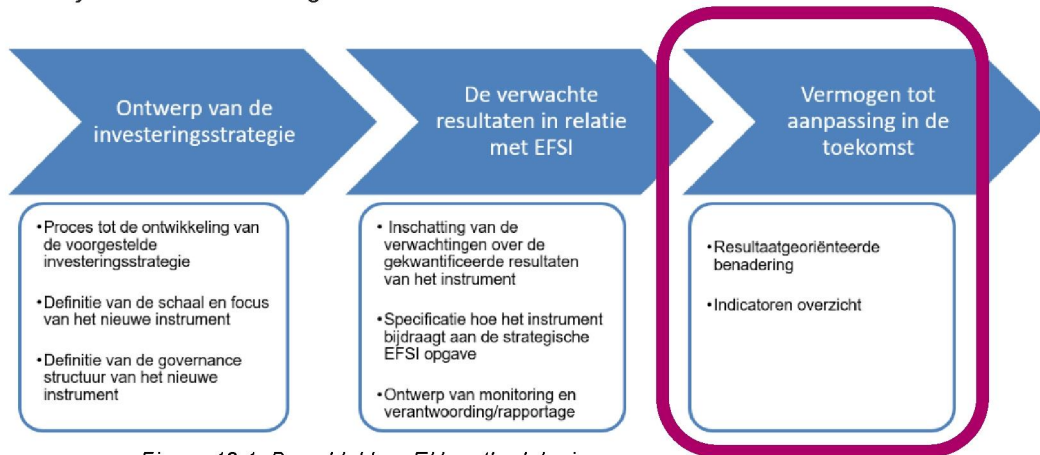 Ontwerp van de
investeringsstrategie
De verwachte
resultaten in relatie
met EFSI
Vermogen tot
aanpassing in de
toekomst
•Proces tot de ontwikkeling van
de voorgestelde
investeringsstrategie
•Definitie van de schaal en focus
van het nieuwe instrument
•Definitie van de governance
structuur van het nieuwe
instrument
• Inschatting van de
verwachtingen over de
gekwantificeerde resultaten
van het instrument
•Specificatie hoe het instrument
bijdraagt aan de strategische
EFSI opgave
•Ontwerp van monitoring en
verantwoording/rapportage
•Resultaatgeoriënteerde
benadering
•Indicatoren overzicht